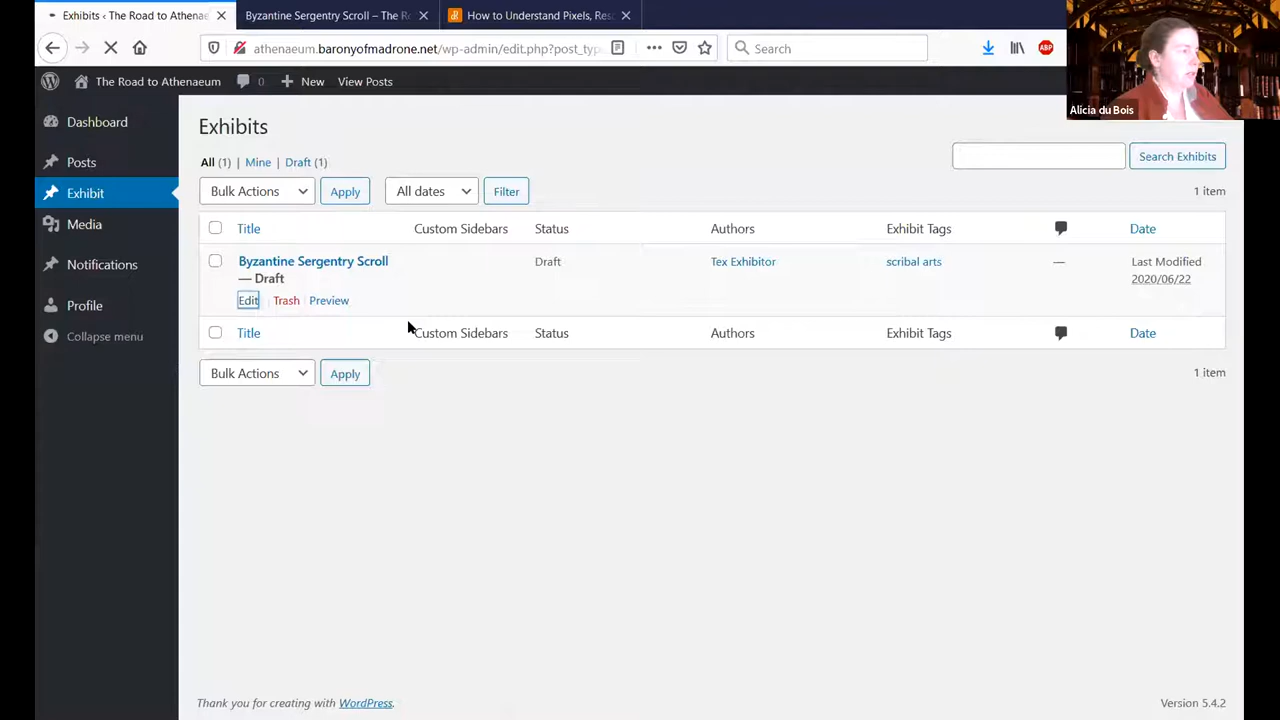 Exhibits ‹ The Road to Athenae
Byzantine Sergentry Scroll – The R
How to Understand Pixels, Res
athenaeum.baronyofmadrone.net/wp-admin/edit.php?post_typ
Search
ABP
Alicia du Bois
The Road to Athenaeum
0
New
View Posts
Dashboard
Posts
Exhibit
Media
Notifications
Profile
Collapse menu
Exhibits
All (1) | Mine | Draft (1)
Search Exhibits
Bulk Actions
Apply
All dates
Filter
1 item
Title
Custom Sidebars
Status
Authors
Exhibit Tags
Date
Byzantine Sergentry Scroll
— Draft
Draft
Tex Exhibitor
scribal arts
—
Last Modified
2020/06/22
Edit | Trash | Preview
Title
Custom Sidebars
Status
Authors
Exhibit Tags
Date
Bulk Actions
Apply
1 item
Thank you for creating with WordPress.
Version 5.4.2